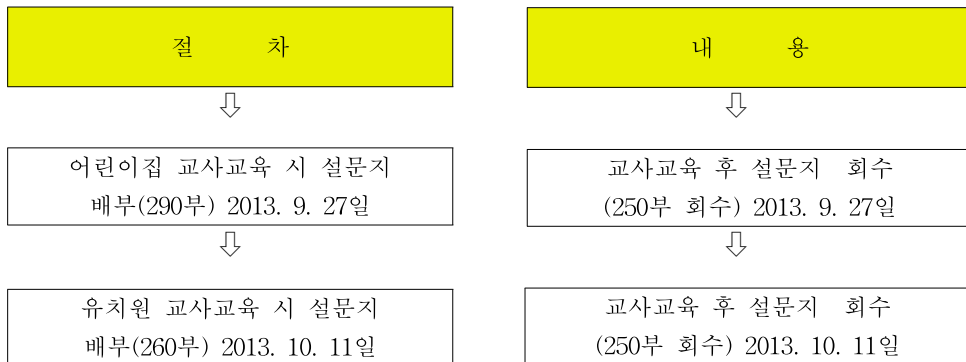 절 차
내 용
어린이집 교사교육 시 설문지
배부(290부) 2013. 9. 27일
교사교육 후 설문지 회수
(250부 회수) 2013. 9. 27일
유치원 교사교육 시 설문지
배부(260부) 2013. 10. 11일
교사교육 후 설문지 회수
(250부 회수) 2013. 10. 11일